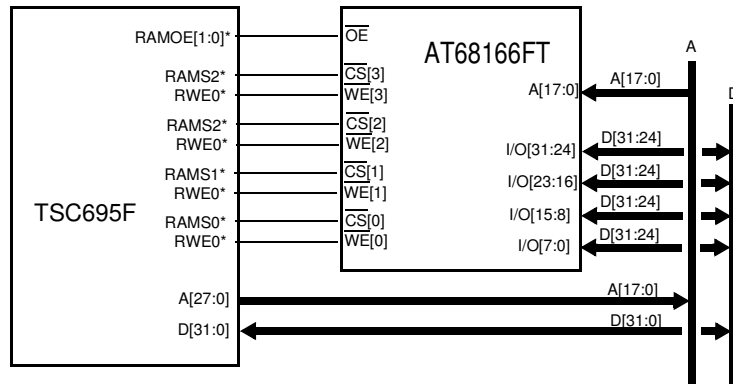 RAMOE[1:0]*
OE
AT68166FT
A
RAMS2*
CS[3]
A[17:0]
A[17:0]
RWE0*
WE[3]
RAMS2*
CS[2]
RWE0*
WE[2]
I/O[31:24]
D[31:24]
RAMS1*
CS[1]
I/O[23:16]
D[31:24]
RWE0*
WE[1]
TSC695F
I/O[15:8]
D[31:24]
RAMS0*
CS[0]
RWE0*
WE[0]
I/O[7:0]
D[31:24]
A[27:0]
A[17:0]
D[31:0]
D[31:0]